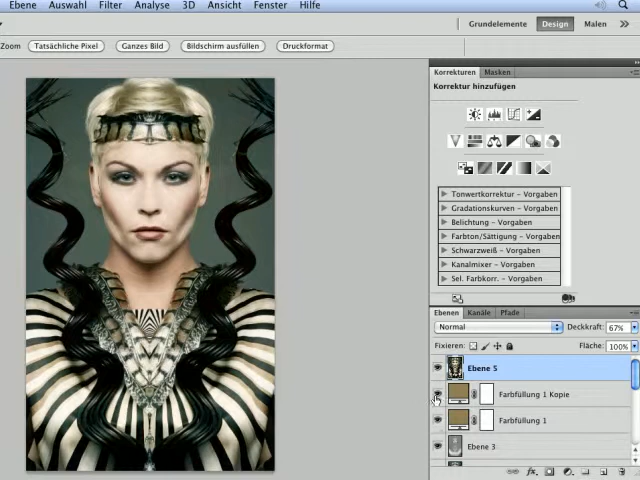 Ebene Auswahl Filter Analyse 3D Ansicht Fenster Hilfe
Grundelemente Design Malen
Zoom Tatsächliche Pixel Ganzes Bild Bildschirm ausfüllen Druckformat
Korrekturen Masken
Korrektur hinzufügen
Tonwertkorrektur - Vorgaben
Gradationskurven - Vorgaben
Belichtung - Vorgaben
Farbton/Sättigung - Vorgaben
Schwarzweiß - Vorgaben
Kanalmixer - Vorgaben
Sel. Farbkorr. - Vorgaben
Ebenen Kanäle Pfade
Normal Deckkraft: 67%
Fixieren: Fläche: 100%
Ebene 5
Farbfüllung 1 Kopie
Farbfüllung 1
Ebene 3
fx